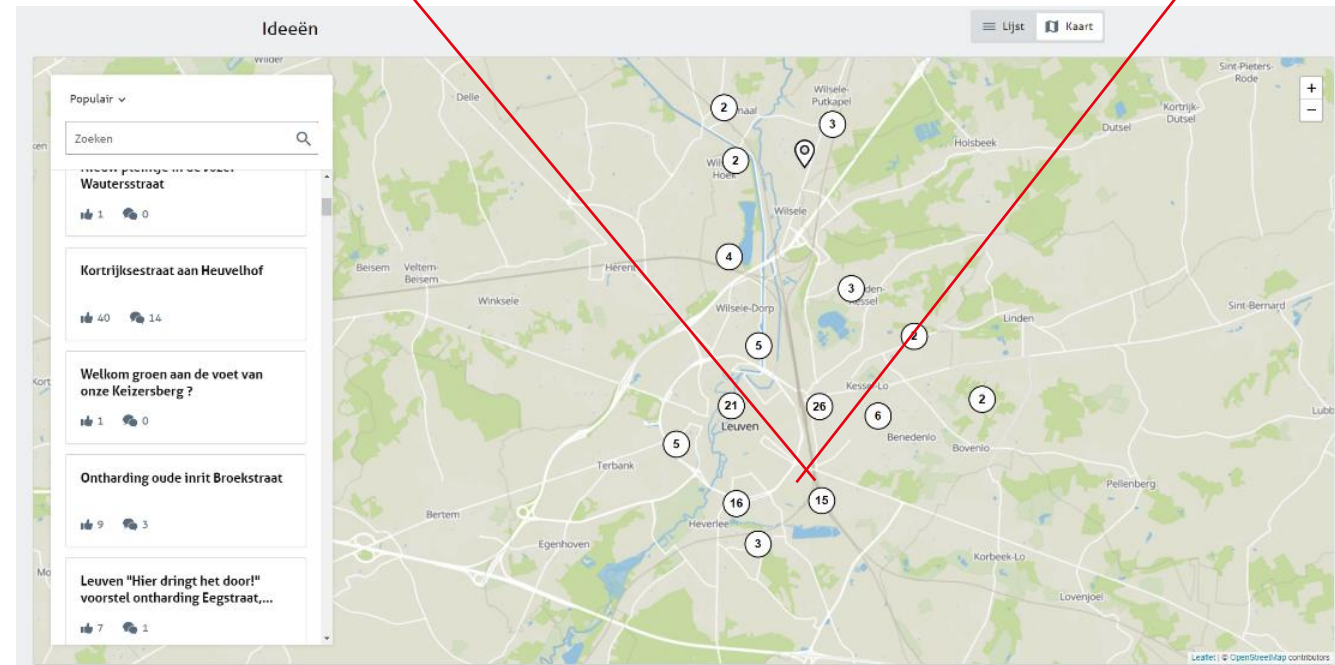 Ideeën
Lijst
Kaart
Populair
Zoeken
Wautersstraat
1 0
Kortrijksestraat aan Heuvelhof
40 14
Welkom groen aan de voet van
onze Keizersberg ?
1 0
Ontharding oude inrit Broekstraat
9 3
Leuven "Hier dringt het door!"
voorstel ontharding Eegstraat,...
7 1
+
−
Wilder
Delle
2
Wilsele-
Putkapel
3
2
Hoek
Wilsele
Holsbeek
Dutsel
Kortrijk-
Dutsel
Sint-Pieters-
Rode
Beisem
Veltem-
Beisem
Herent
4
Winksele
Wilsele-Dorp
3
2
Linden
Sint-Bernard
5
Kessel-Lo
21
Leuven
26
6
2
Lubb
5
Benedenlo
Bovenlo
Terbank
Pellenberg
16
15
Bertem
Heverlee
3
Egenhoven
Korbeek-Lo
Lovenjoel
Leaflet | © OpenStreetMap contributors